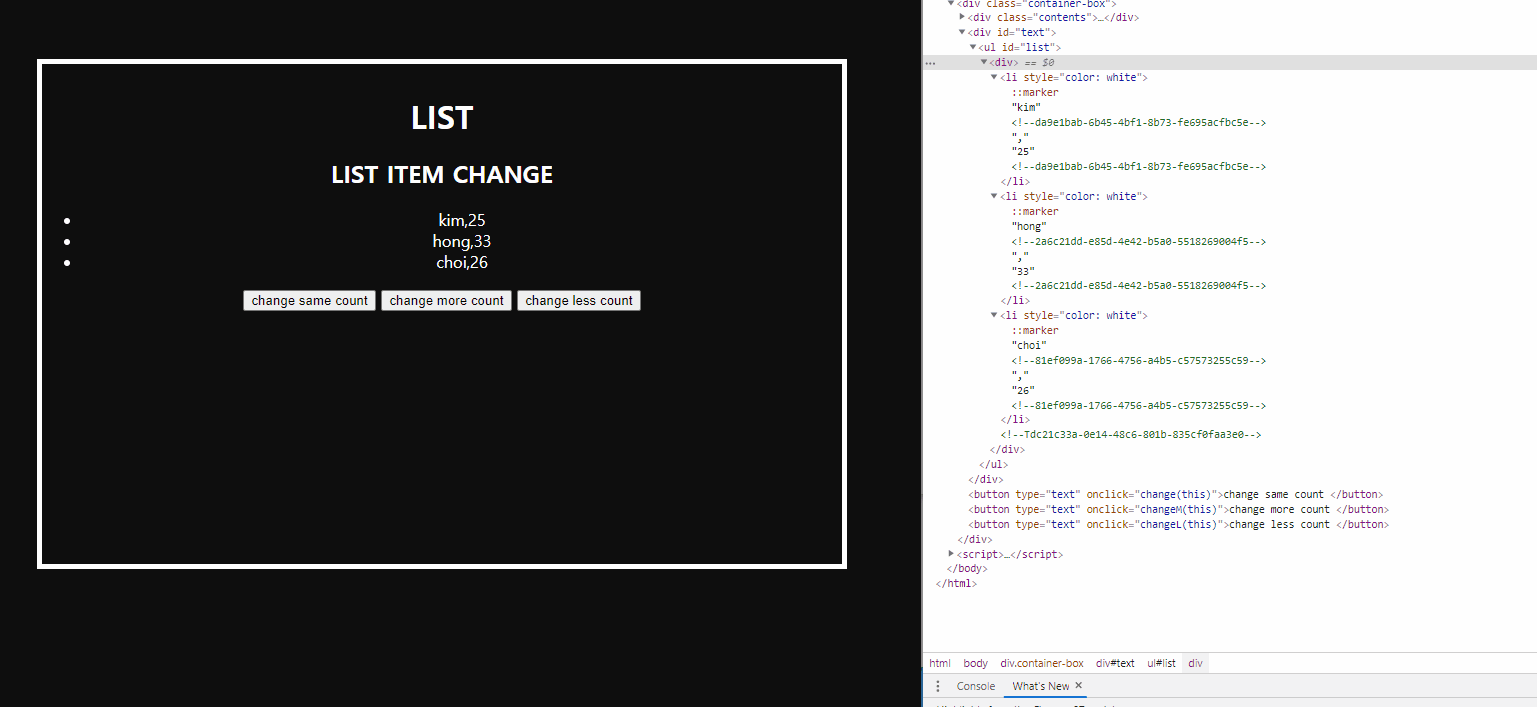 LIST
LIST ITEM CHANGE
kim,25
hong,33
choi,26
change same count change more count change less count
<div class="container-box">
<div class="contents">…</div>
<div id="text">
<ul id="list">
<div> == $0
<li style="color: white">
::marker
"kim"
<!--da9e1bab-6b45-4bf1-8b73-fe695acfbc5e-->
","
"25"
<!--da9e1bab-6b45-4bf1-8b73-fe695acfbc5e-->
</li>
<li style="color: white">
::marker
"hong"
<!--2a6c21dd-e85d-4e42-b5a0-5518269004f5-->
","
"33"
<!--2a6c21dd-e85d-4e42-b5a0-5518269004f5-->
</li>
<li style="color: white">
::marker
"choi"
<!--81ef099a-1766-4756-a4b5-c57573255c59-->
","
"26"
<!--81ef099a-1766-4756-a4b5-c57573255c59-->
</li>
<!--Tdc21c33a-0e14-48c6-801b-835cf0faa3e0-->
</div>
</ul>
</div>
<button type="text" onclick="change(this)">change same count </button>
<button type="text" onclick="changeM(this)">change more count </button>
<button type="text" onclick="changeL(this)">change less count </button>
</div>
<script>…</script>
</body>
</html>
html body div.container-box div#text ul#list div
Console What's New